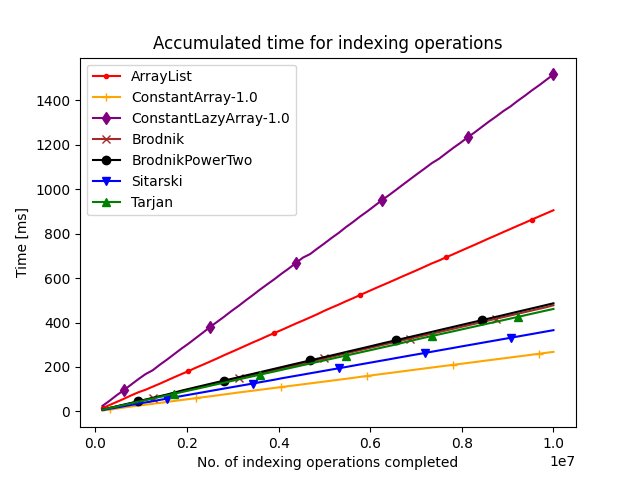 Accumulated time for indexing operations
ArrayList
ConstantArray-1.0
ConstantLazyArray-1.0
Brodnik
BrodnikPowerTwo
Sitarski
Tarjan
Time [ms]
1400
1200
1000
800
600
400
200
0
0.0 0.2 0.4 0.6 0.8 1.0
1e7
No. of indexing operations completed